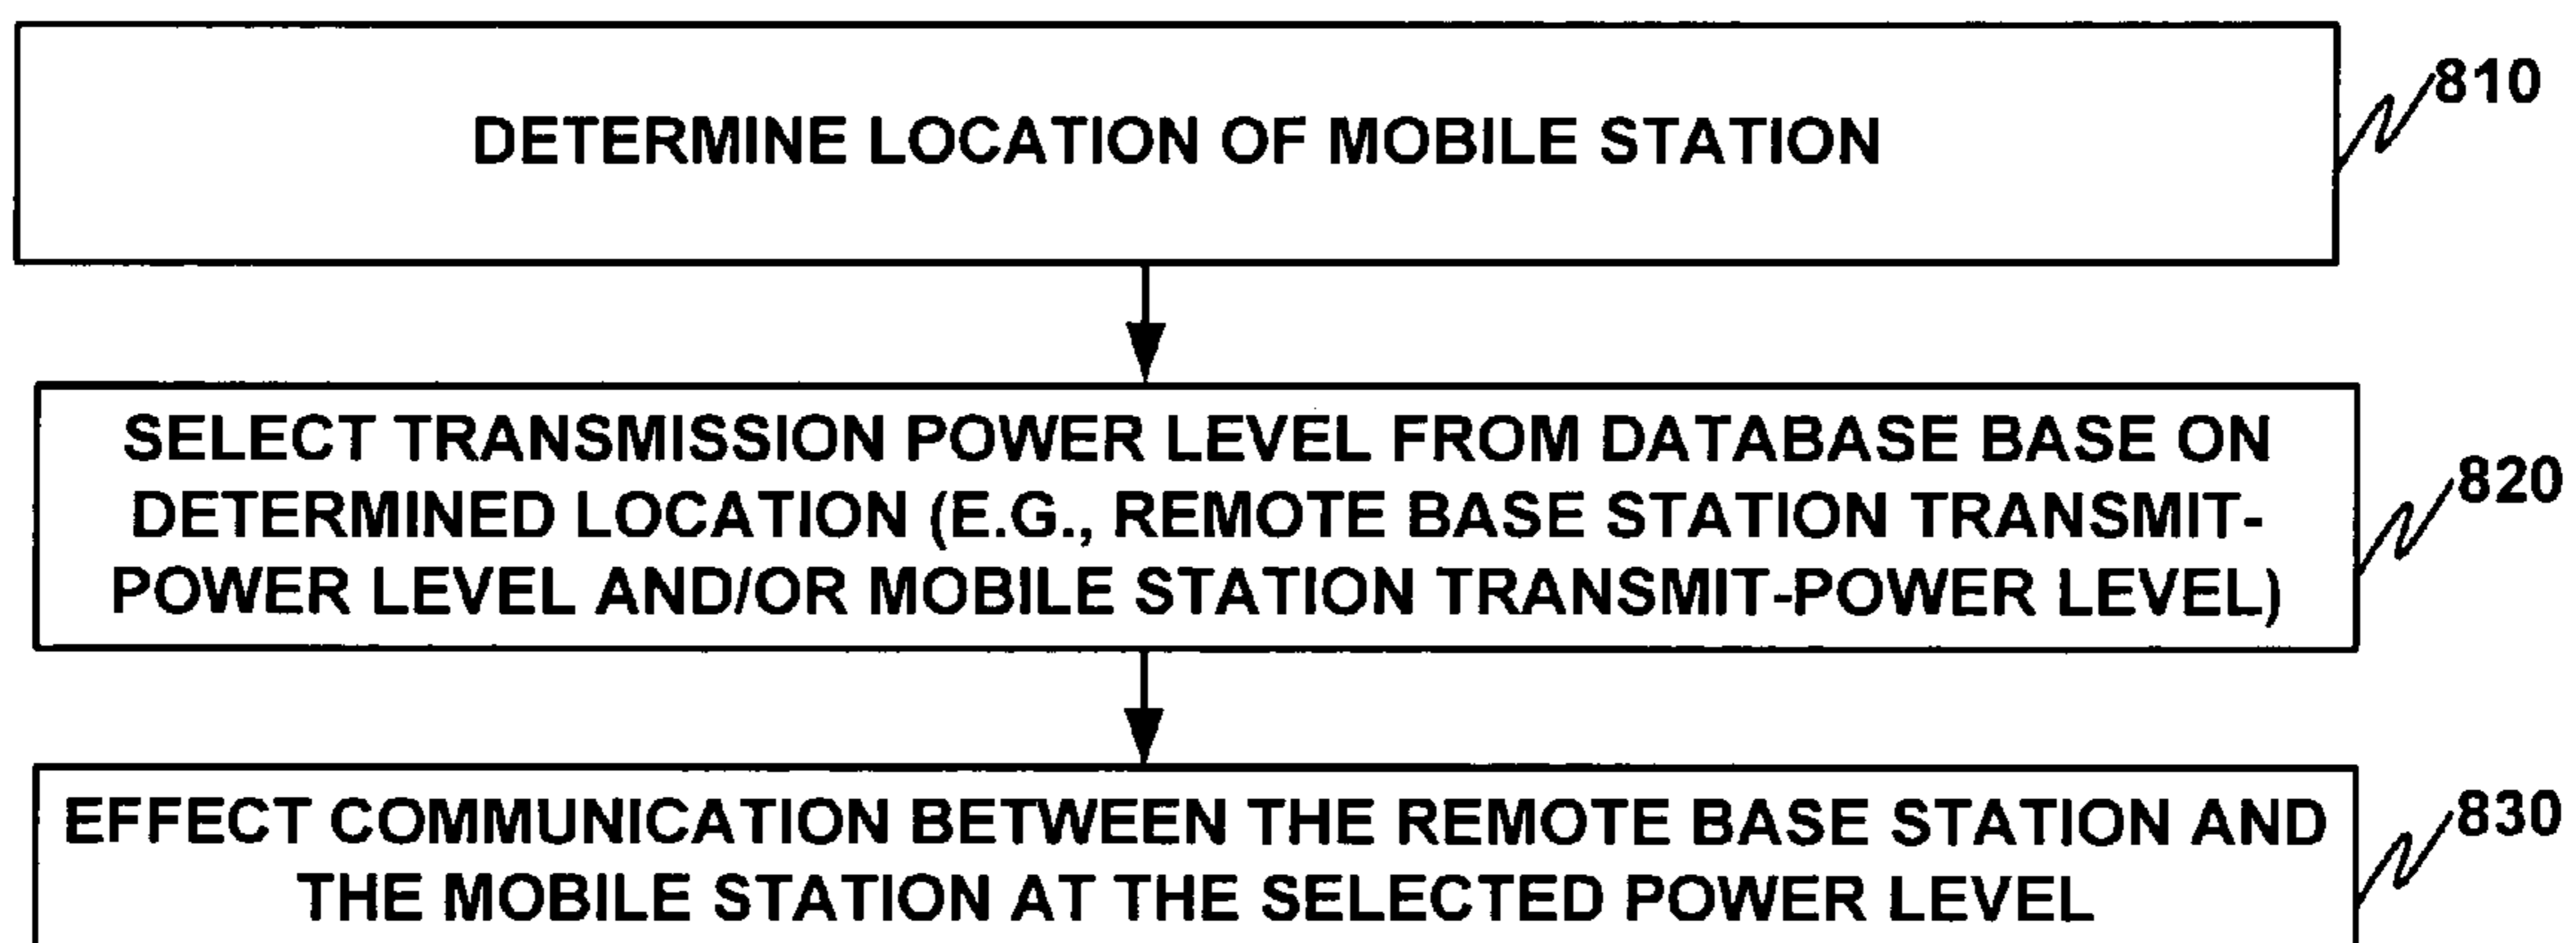 DETERMINE LOCATION OF MOBILE STATION
810
SELECT TRANSMISSION POWER LEVEL FROM DATABASE BASE ON
DETERMINED LOCATION (E.G., REMOTE BASE STATION TRANSMIT-
POWER LEVEL AND/OR MOBILE STATION TRANSMIT-POWER LEVEL)
820
EFFECT COMMUNICATION BETWEEN THE REMOTE BASE STATION AND
THE MOBILE STATION AT THE SELECTED POWER LEVEL
830